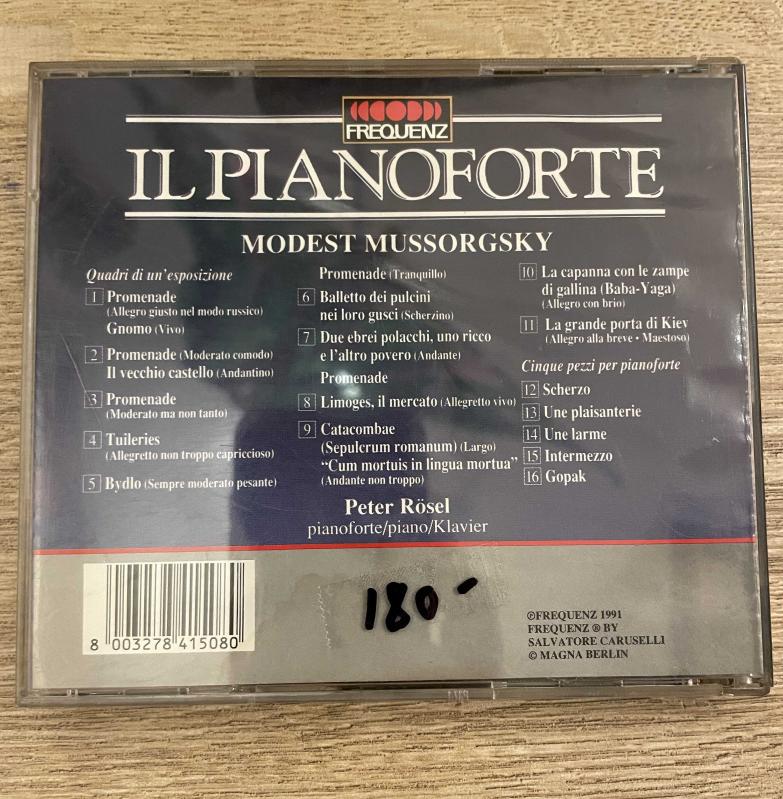 FREQUENZ
IL PIANOFORTE
MODEST MUSSORGSKY
Quadri di un'esposizione
1 Promenade
(Allegro giusto nel modo russico)
Gnomo (Vivo)
2 Promenade (Moderato comodo)
Il vecchio castello (Andantino)
3 Promenade
(Moderato ma non tanto)
4 Tuileries
(Allegretto non troppo capriccioso)
5 Bydlo (Sempre moderato pesante)
Promenade (Tranquillo)
6 Balletto dei pulcini
nei loro gusci (Scherzino)
7 Due ebrei polacchi, uno ricco
e l'altro povero (Andante)
Promenade
8 Limoges, il mercato (Allegretto vivo)
9 Catacombae
(Sepulcrum romanum) (Largo)
"Cum mortuis in lingua mortua"
(Andante non troppo)
10 La capanna con le zampe
di gallina (Baba-Yaga)
(Allegro con brio)
11 La grande porta di Kiev
(Allegro alla breve • Maestoso)
Cinque pezzi per pianoforte
12 Scherzo
13 Une plaisanterie
14 Une larme
15 Intermezzo
16 Gopak
Peter Rösel
pianoforte/piano/Klavier
8 003278 415080
180-
℗FREQUENZ 1991
FREQUENZ ® BY
SALVATORE CARUSELLI
© MAGNA BERLIN